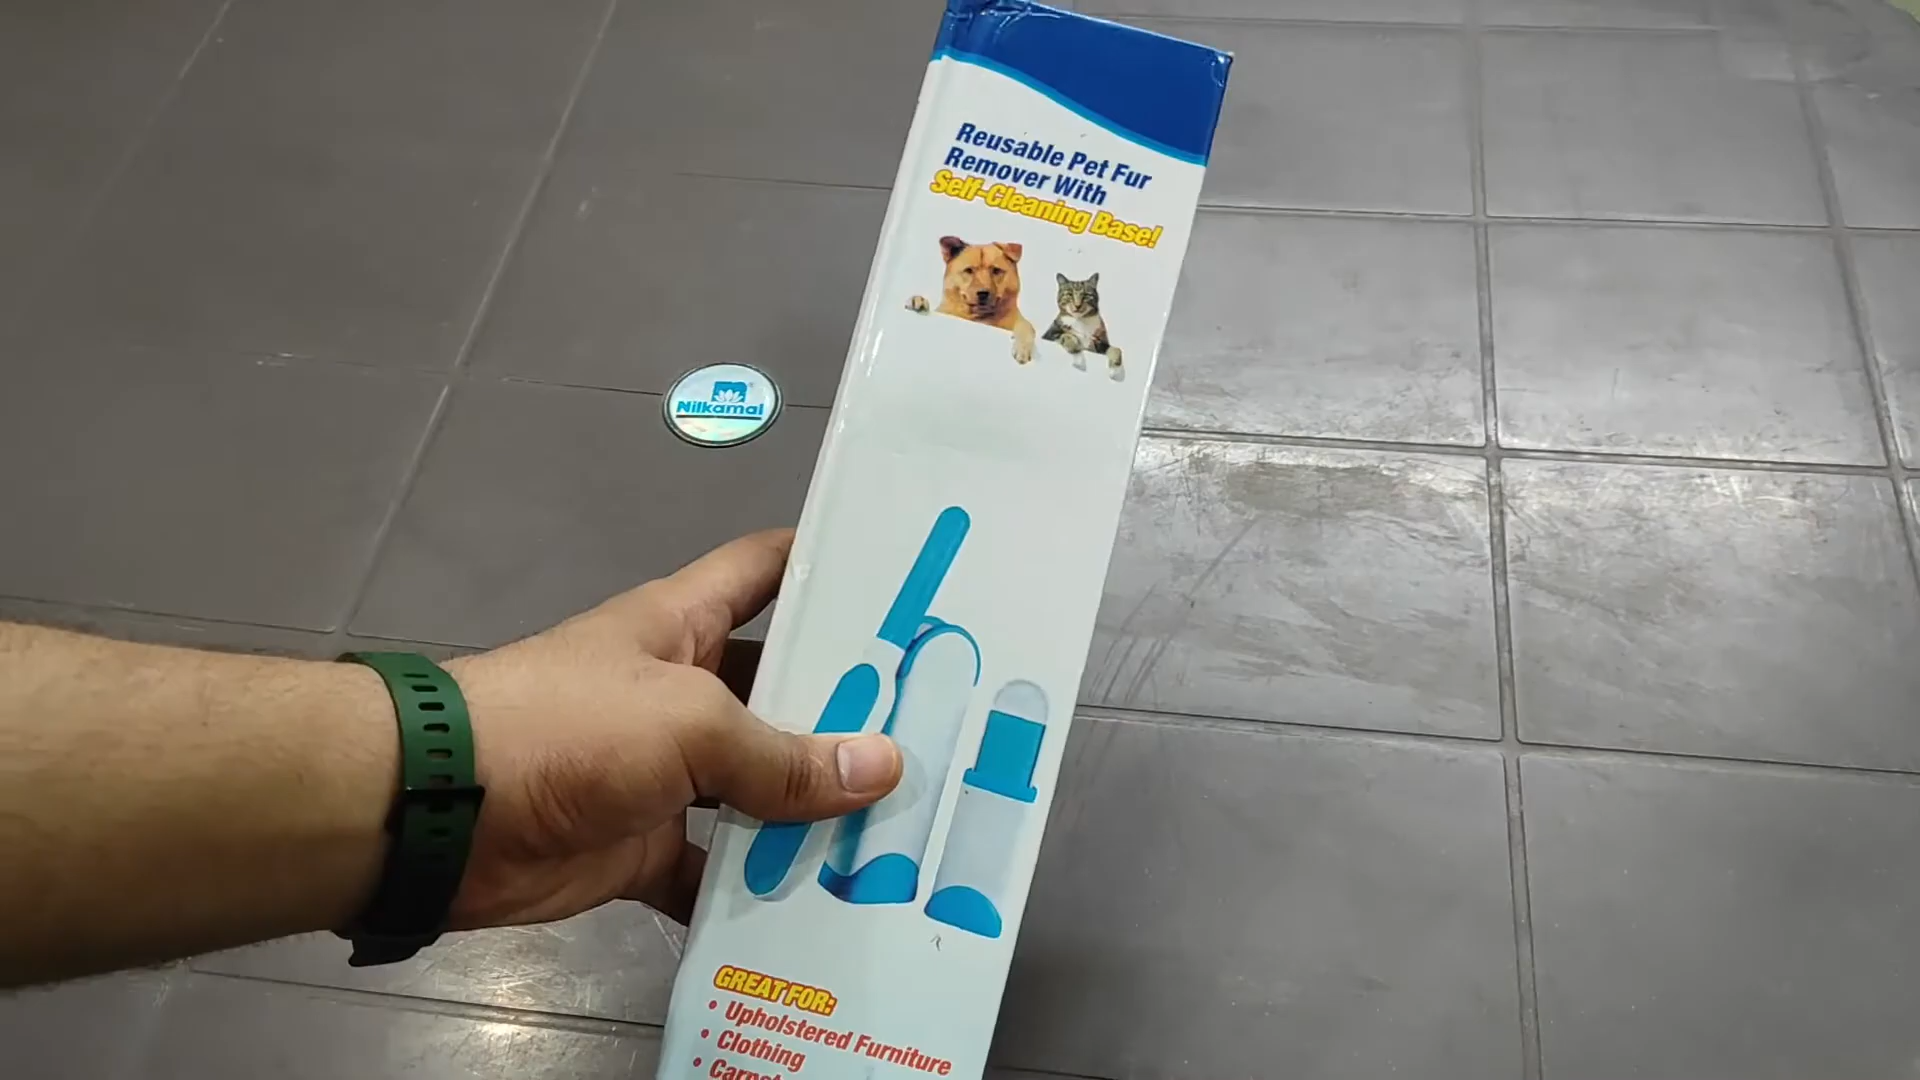 Reusable Pet Fur
Remover With
Self-Cleaning Base!
Nilkamal
GREAT FOR:
• Upholstered Furniture
• Clothing